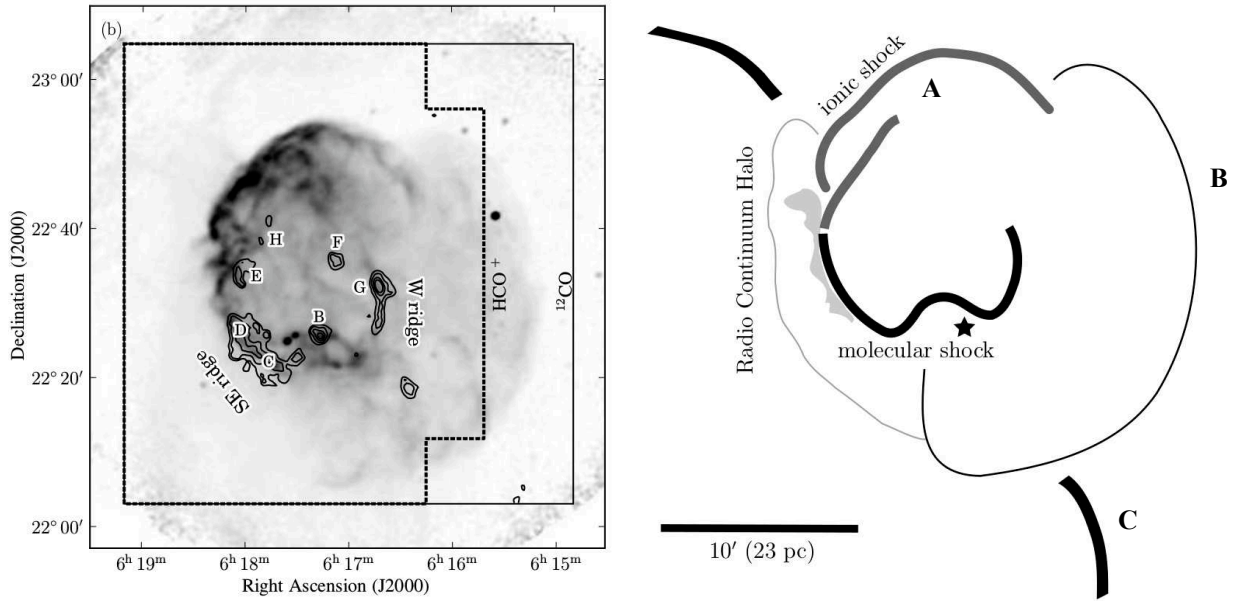 (b)
23° 00′
22° 40′
22° 20′
22° 00′
Declination (J2000)
6ʰ 19ᵐ
6ʰ 18ᵐ
6ʰ 17ᵐ
6ʰ 16ᵐ
6ʰ 15ᵐ
Right Ascension (J2000)
H
F
E
G
B
D
C
W ridge
SE ridge
HCO⁺
¹²CO
ionic shock
A
B
C
Radio Continuum Halo
molecular shock
10′ (23 pc)